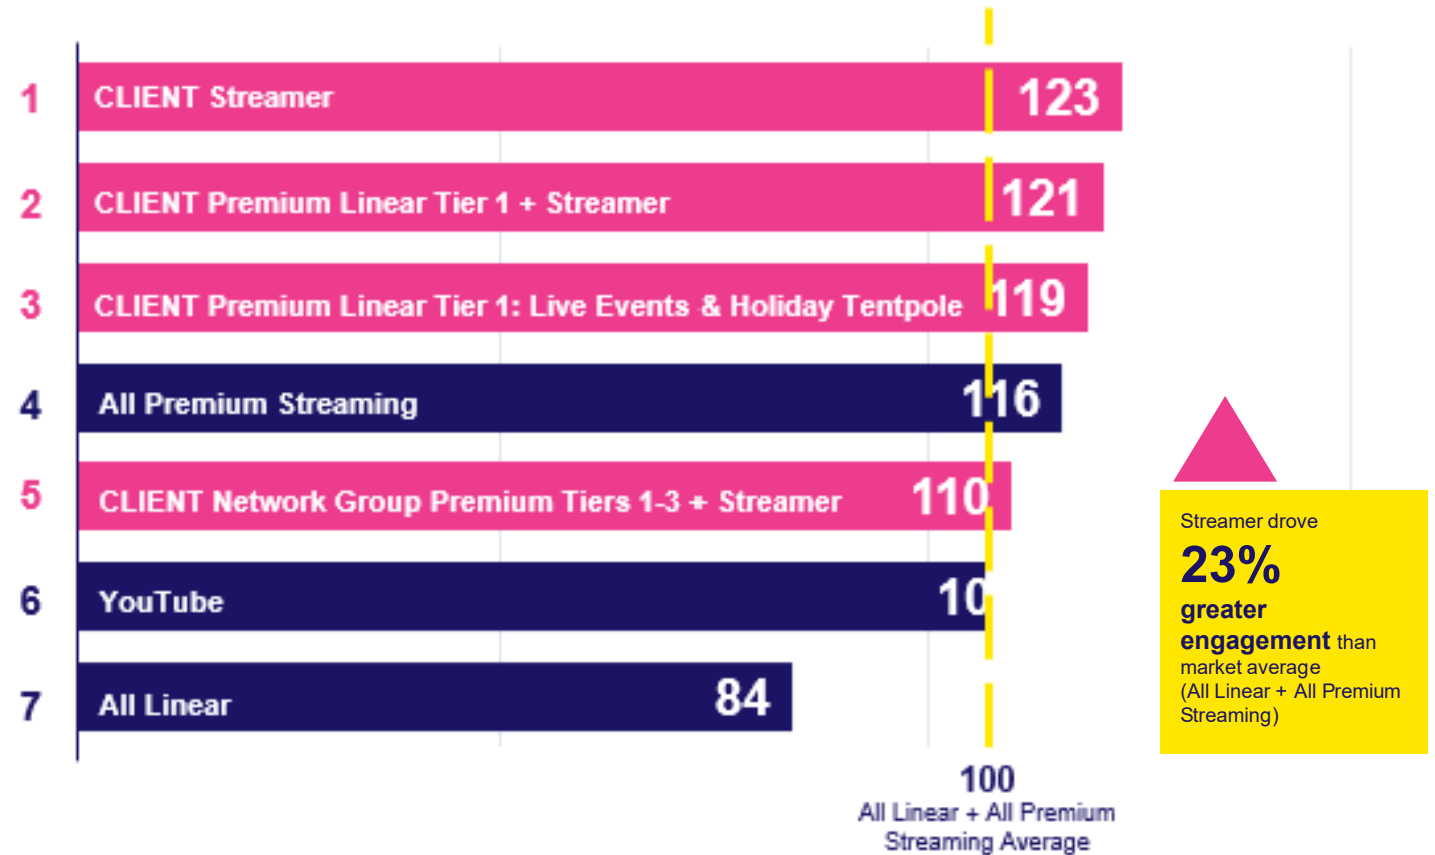 1 CLIENT Streamer 123
2 CLIENT Premium Linear Tier 1 + Streamer 121
3 CLIENT Premium Linear Tier 1: Live Events & Holiday Tentpole 119
4 All Premium Streaming 116
5 CLIENT Network Group Premium Tiers 1-3 + Streamer 110
6 YouTube
7 All Linear 84
Streamer drove
23%
greater
engagement than
market average
(All Linear + All Premium
Streaming)
100
All Linear + All Premium
Streaming Average